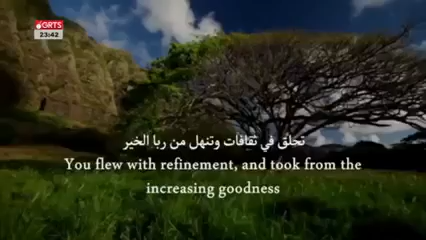 GRTS
23:42
تحلق في ثقافات وتنهل من ربا الخير
You flew with refinement, and took from the
increasing goodness